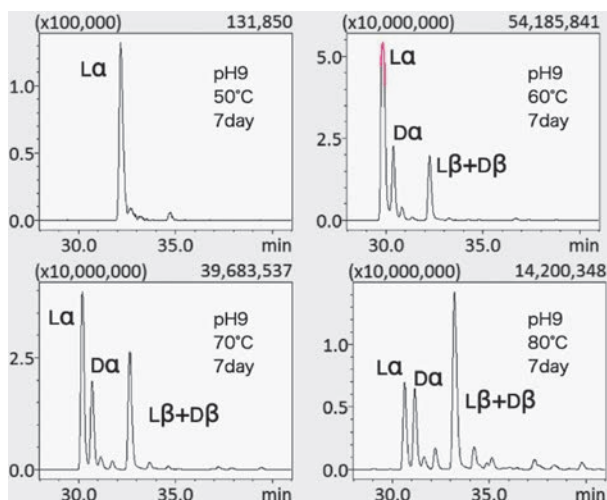 (x100,000) 131,850
Lα
pH9
50°C
7day
1.0
0.5
0.0
30.0 35.0 min
(x10,000,000) 54,185,841
Lα
pH9
60°C
7day
Dα
Lβ+Dβ
5.0
2.5
0.0
30.0 35.0 min
(x10,000,000) 39,683,537
Lα
pH9
70°C
7day
Dα
Lβ+Dβ
2.5
0.0
30.0 35.0 min
(x10,000,000) 14,200,348
pH9
80°C
7day
Lα Dα
Lβ+Dβ
1.0
0.5
0.0
30.0 35.0 min